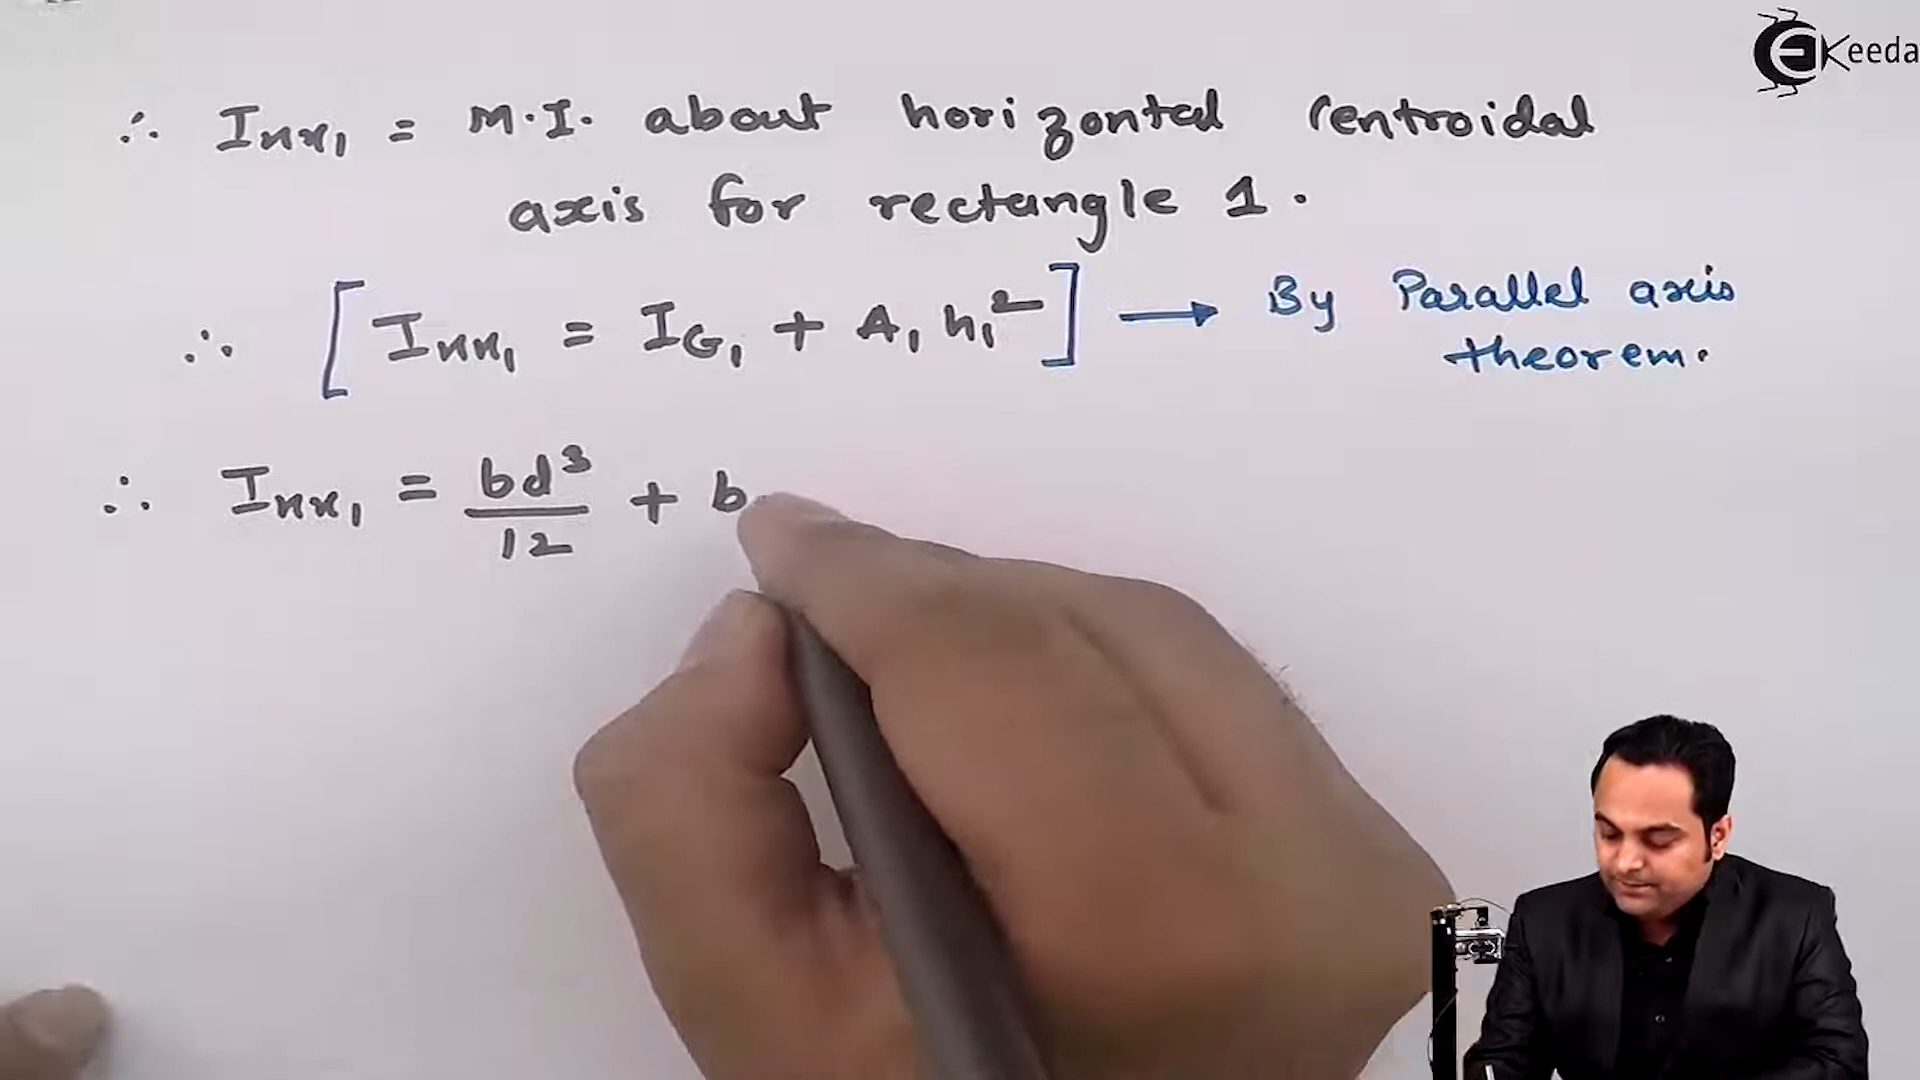 eKeeda
∴ Ixx₁ = M.I. about horizontal centroidal
axis for rectangle 1.
∴ [Ixx₁ = IG₁ + A₁ h₁²] → By Parallel axis
theorem.
∴ Ixx₁ = bd³/12 + b